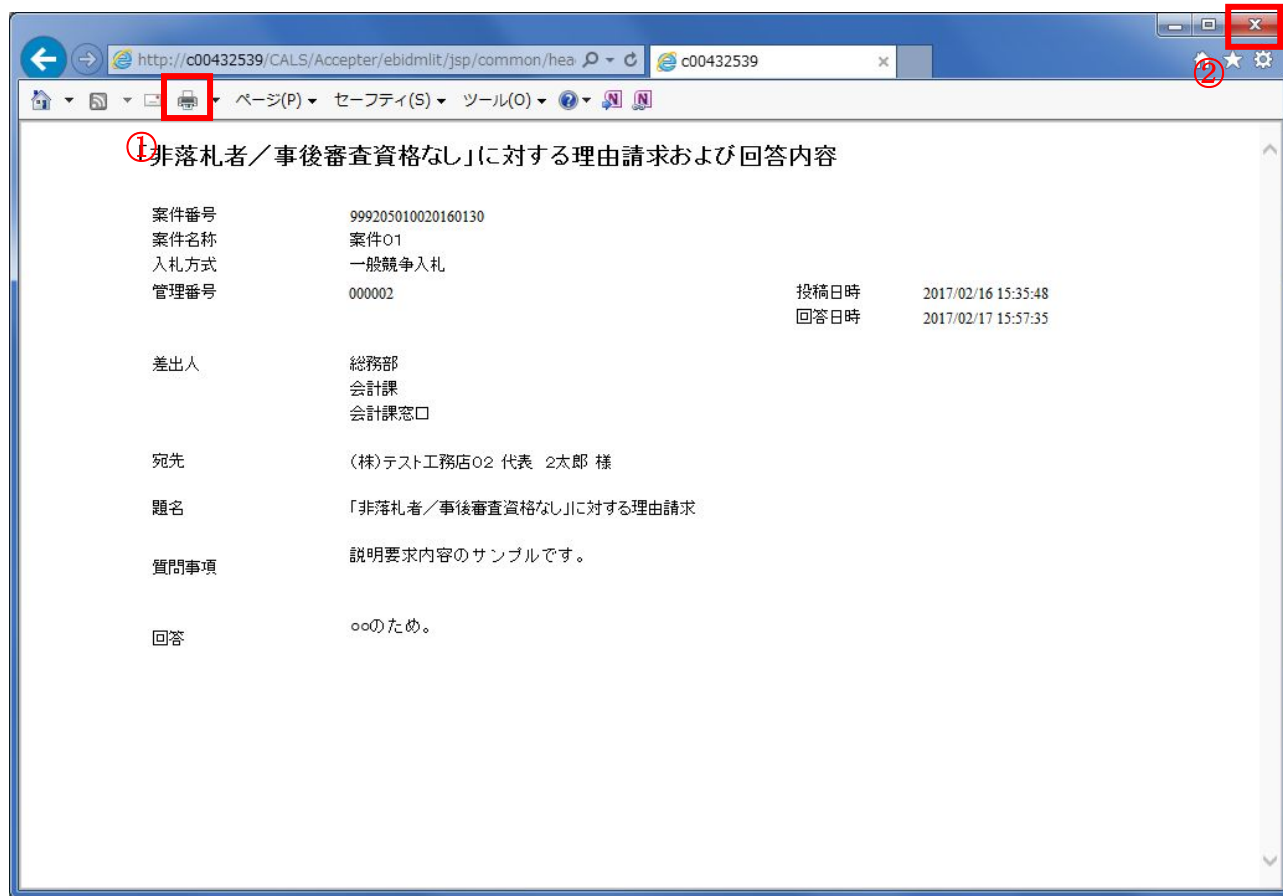 http://c00432539/CALS/Accepter/ebidmlit/jsp/common/hea
c00432539
②
ページ(P) セーフティ(S) ツール(O)
①
「非落札者／事後審査資格なし」に対する理由請求および回答内容
案件番号 999205010020160130
案件名称 案件01
入札方式 一般競争入札
管理番号 000002 投稿日時 2017/02/16 15:35:48
回答日時 2017/02/17 15:57:35
差出人 総務部
会計課
会計課窓口
宛先 (株)テスト工務店02 代表 2太郎 様
題名 「非落札者／事後審査資格なし」に対する理由請求
質問事項 説明要求内容のサンプルです。
回答 ○○のため。